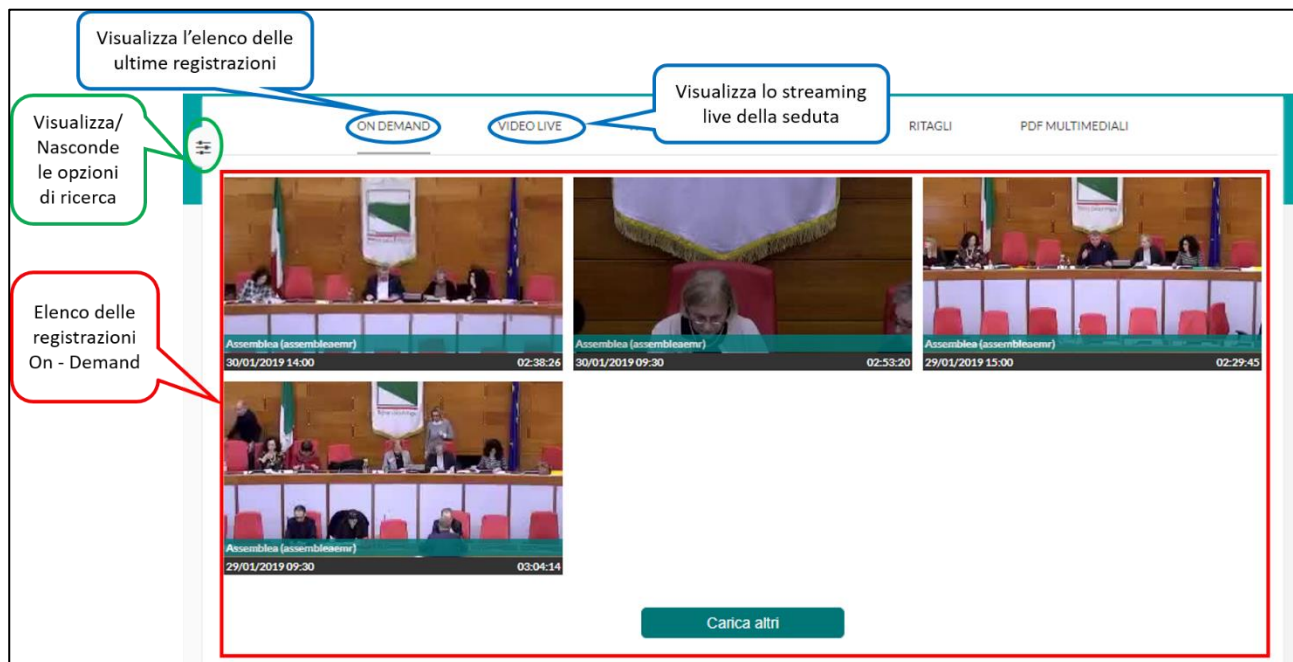 Visualizza l'elenco delle
ultime registrazioni
Visualizza lo streaming
live della seduta
Visualizza/
Nasconde
le opzioni
di ricerca
ON DEMAND
VIDEO LIVE
RITAGLI
PDF MULTIMEDIALI
Elenco delle
registrazioni
On - Demand
Assemblea (assembleaemr)
30/01/2019 14:00 02:38:26
Assemblea (assembleaemr)
30/01/2019 09:30 02:53:20
Assemblea (assembleaemr)
29/01/2019 15:00 02:29:45
Assemblea (assembleaemr)
29/01/2019 09:30 03:04:14
Carica altri